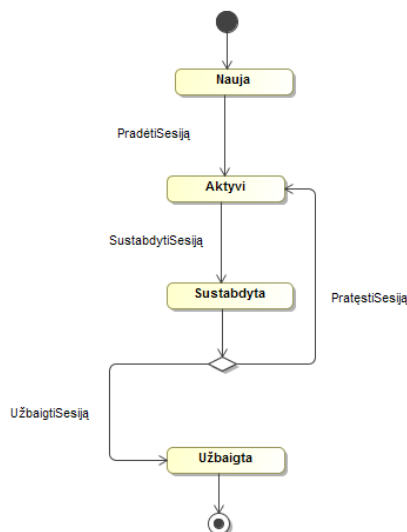 Nauja
PradėtiSesiją
Aktyvi
SustabdytiSesiją
Sustabdyta
PratęstiSesiją
UžbaigtiSesiją
Užbaigta